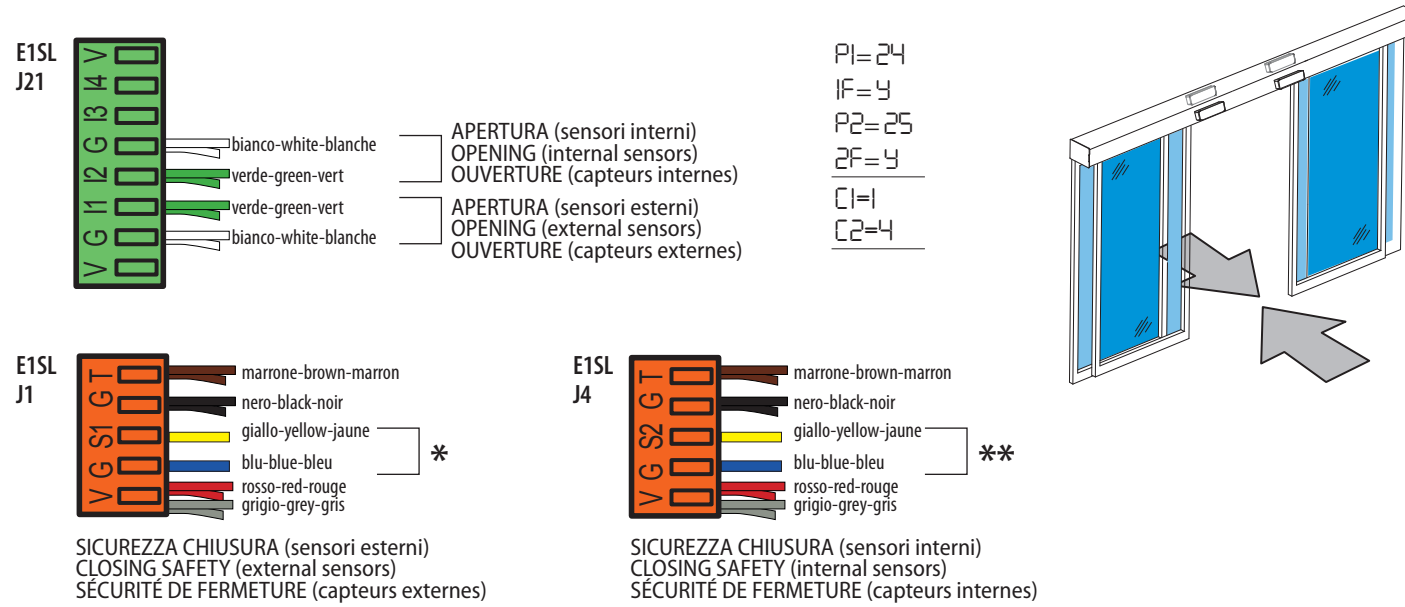 E1SL
J21
V
I4
I3
G
I2
I1
G
V
bianco-white-blanche
verde-green-vert
verde-green-vert
bianco-white-blanche
APERTURA (sensori interni)
OPENING (internal sensors)
OUVERTURE (capteurs internes)
APERTURA (sensori esterni)
OPENING (external sensors)
OUVERTURE (capteurs externes)
P1=24
1F=Y
P2=25
2F=Y
C1=1
C2=4
E1SL
J1
T
G
S1
G
V
marrone-brown-marron
nero-black-noir
giallo-yellow-jaune
blu-blue-bleu
rosso-red-rouge
grigio-grey-gris
*
SICUREZZA CHIUSURA (sensori esterni)
CLOSING SAFETY (external sensors)
SÉCURITÉ DE FERMETURE (capteurs externes)
E1SL
J4
T
G
S2
G
V
marrone-brown-marron
nero-black-noir
giallo-yellow-jaune
blu-blue-bleu
rosso-red-rouge
grigio-grey-gris
**
SICUREZZA CHIUSURA (sensori interni)
CLOSING SAFETY (internal sensors)
SÉCURITÉ DE FERMETURE (capteurs internes)